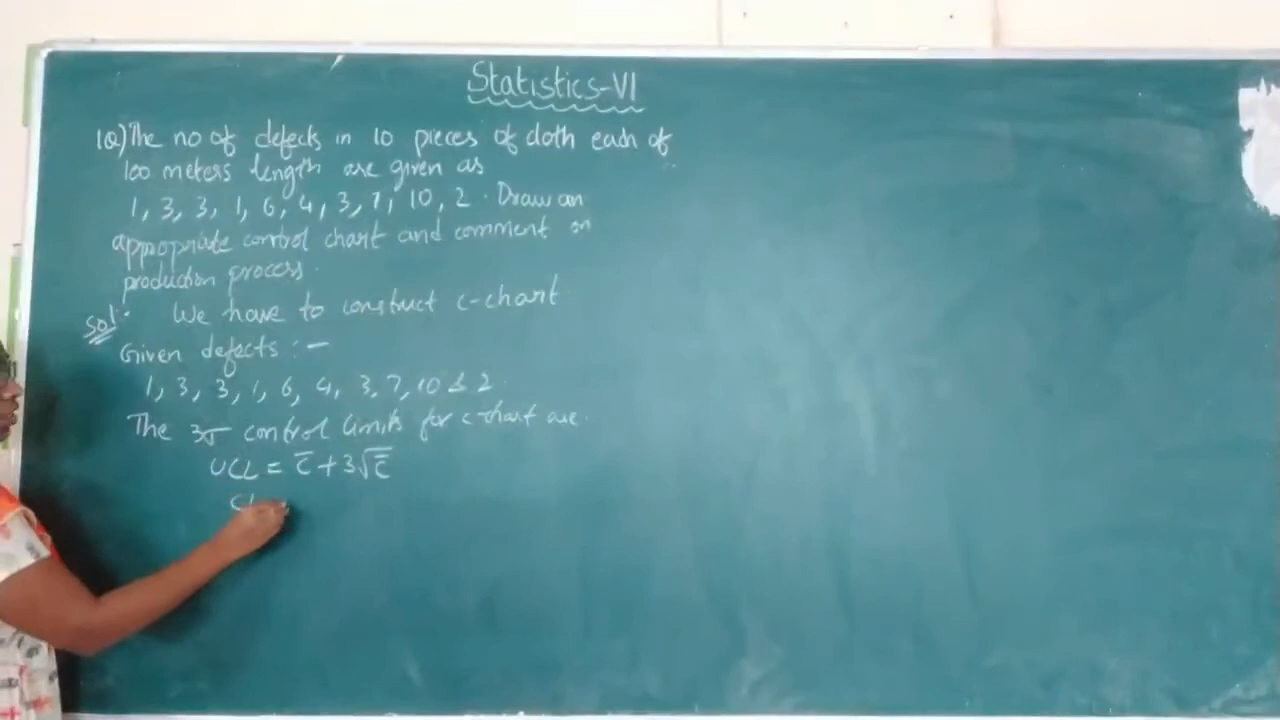 Statistics-VI
1Q) The no of defects in 10 pieces of cloth each of
100 meters length are given as
1, 3, 3, 1, 6, 4, 3, 7, 10, 2. Draw an
appropriate control chart and comment on
production process.
Sol: We have to construct c-chart
Given defects :-
1, 3, 3, 1, 6, 4, 3, 7, 10 & 2.
The 3σ control limits for c-chart are.
UCL = c̅ + 3√c̅
CL =